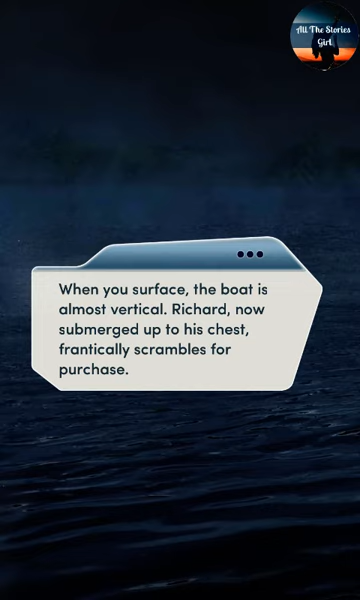 All The Stories
Girl
When you surface, the boat is
almost vertical. Richard, now
submerged up to his chest,
frantically scrambles for
purchase.